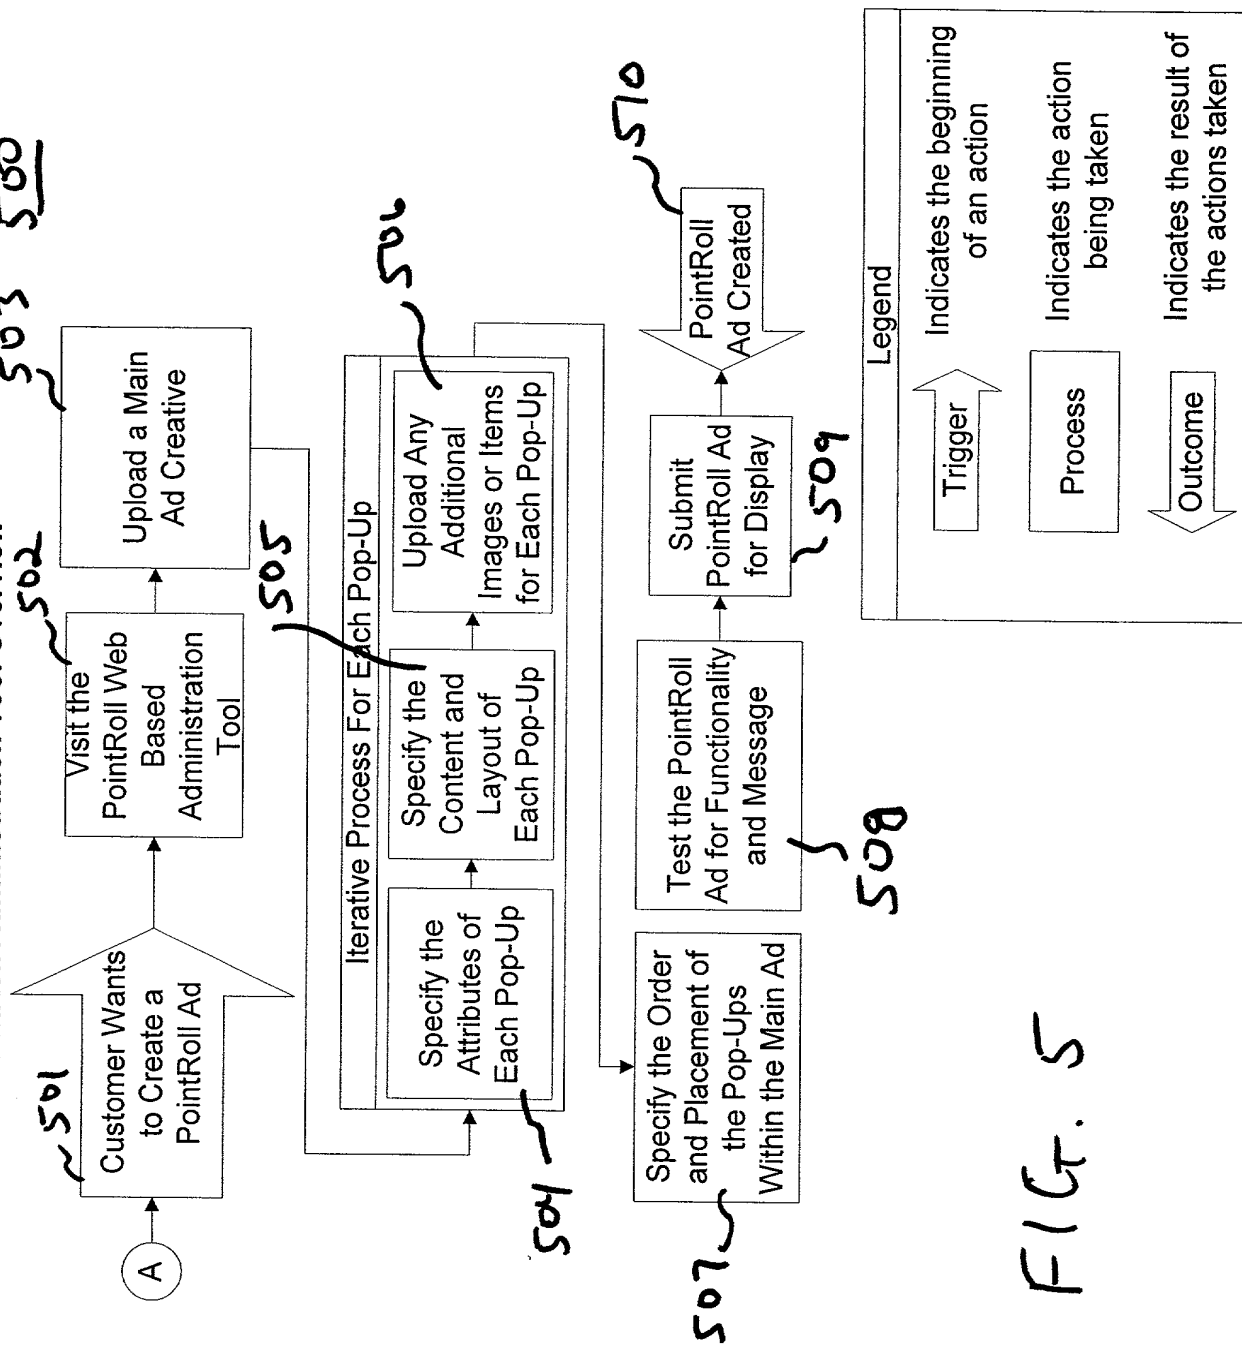 500
503
502
501
A
Customer Wants
to Create a
PointRoll Ad
Visit the
PointRoll Web
Based
Administration
Tool
Upload a Main
Ad Creative
505
506
Iterative Process For Each Pop-Up
Specify the
Attributes of
Each Pop-Up
Specify the
Content and
Layout of
Each Pop-Up
Upload Any
Additional
Images or Items
for Each Pop-Up
504
510
507
Specify the Order
and Placement of
the Pop-Ups
Within the Main Ad
Test the PointRoll
Ad for Functionality
and Message
Submit
PointRoll Ad
for Display
PointRoll
Ad Created
508
509
Legend
Trigger
Indicates the beginning
of an action
Process
Indicates the action
being taken
Outcome
Indicates the result of
the actions taken
FIG. 5